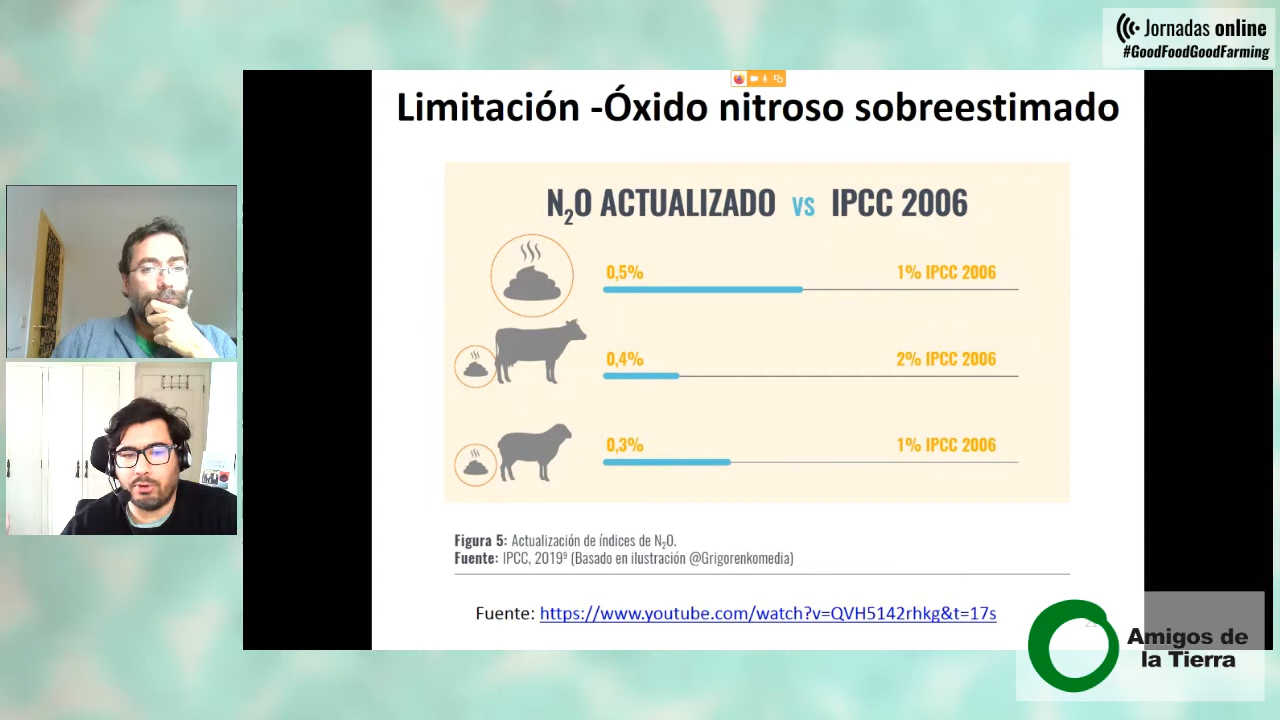 Jornadas online
#GoodFoodGoodFarming
Limitación -Óxido nitroso sobreestimado
N₂O ACTUALIZADO VS IPCC 2006
0,5% 1% IPCC 2006
0,4% 2% IPCC 2006
0,3% 1% IPCC 2006
Figura 5: Actualización de índices de N₂O.
Fuente: IPCC, 2019⁹ (Basado en ilustración @Grigorenkomedia)
Fuente: https://www.youtube.com/watch?v=QVH5142rhkg&t=17s
Amigos de
la Tierra